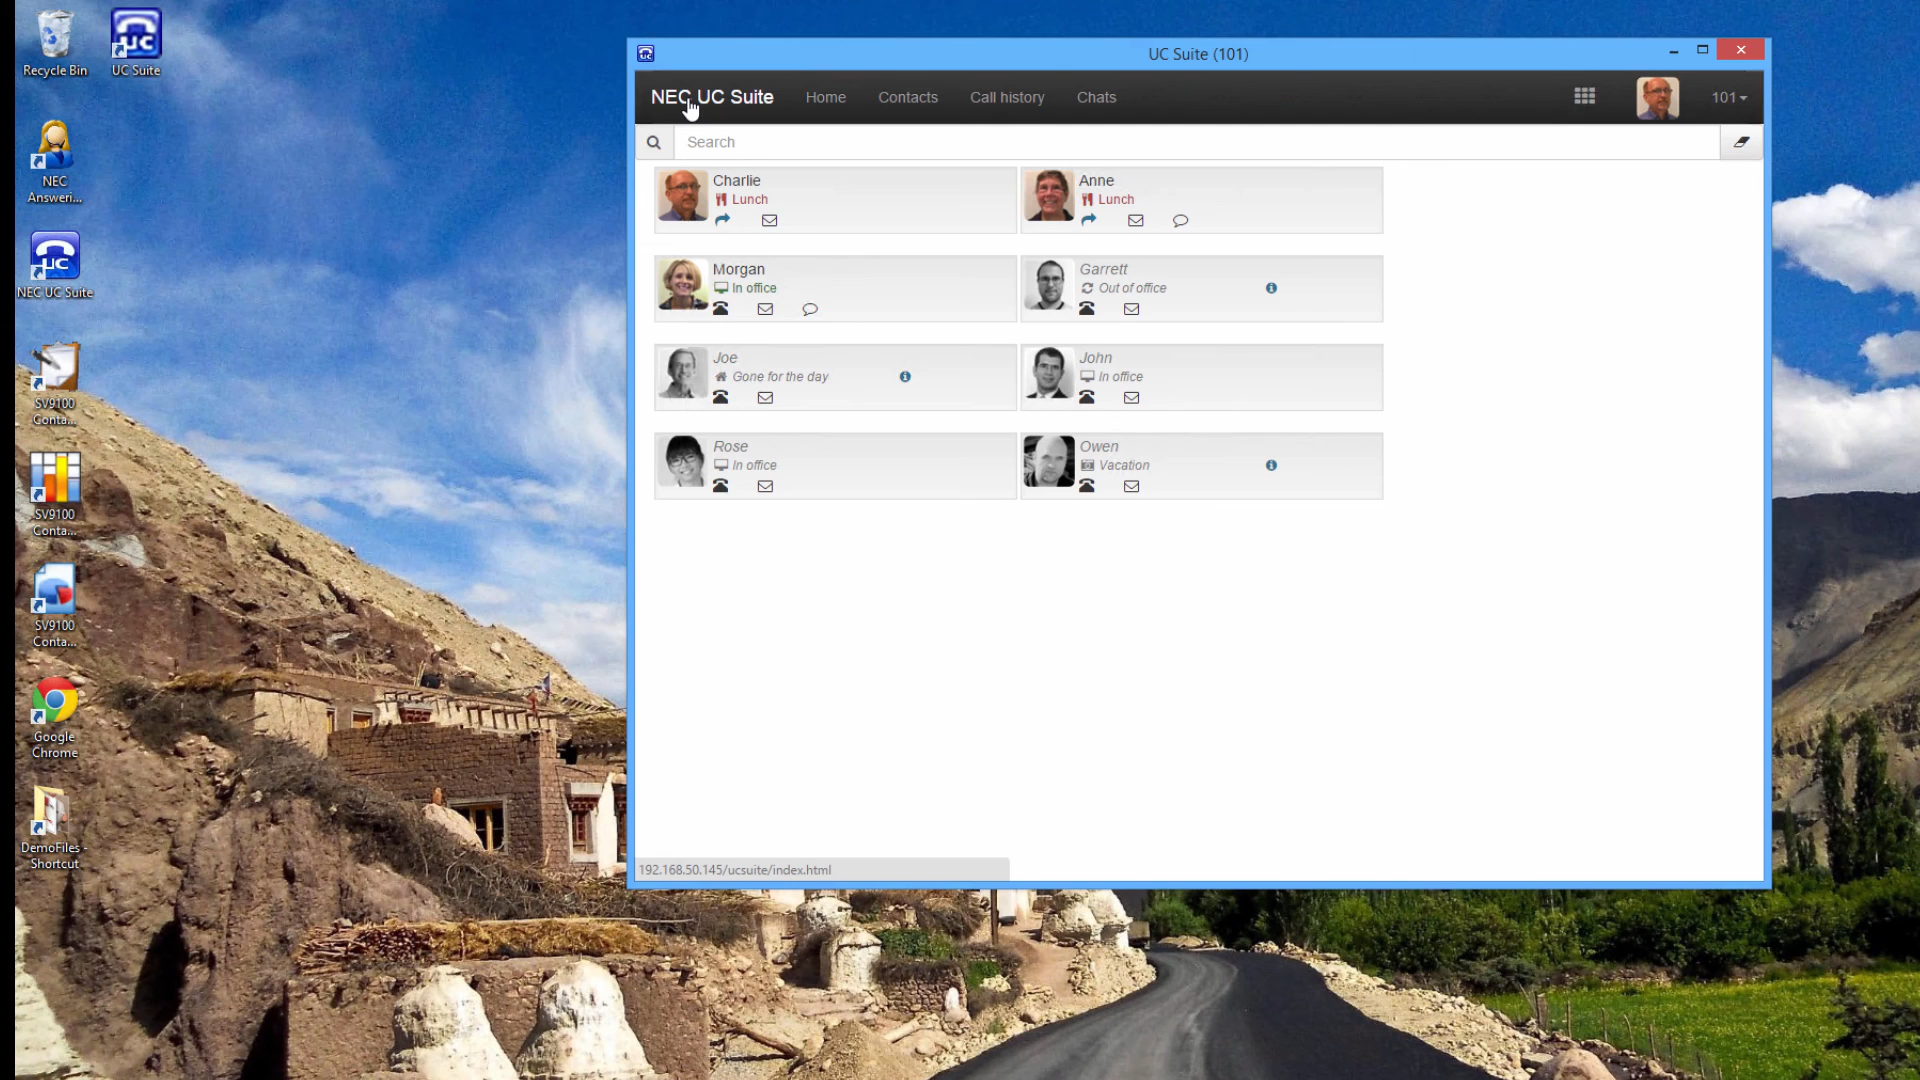 Recycle Bin
UC Suite
NEC
Answeri...
NEC UC Suite
SV9100
Conta...
SV9100
Conta...
SV9100
Conta...
Google
Chrome
DemoFiles -
Shortcut
UC Suite (101)
NEC UC Suite Home Contacts Call history Chats 101
Search
Charlie
Lunch
Anne
Lunch
Morgan
In office
Garrett
Out of office
Joe
Gone for the day
John
In office
Rose
In office
Owen
Vacation
192.168.50.145/ucsuite/index.html